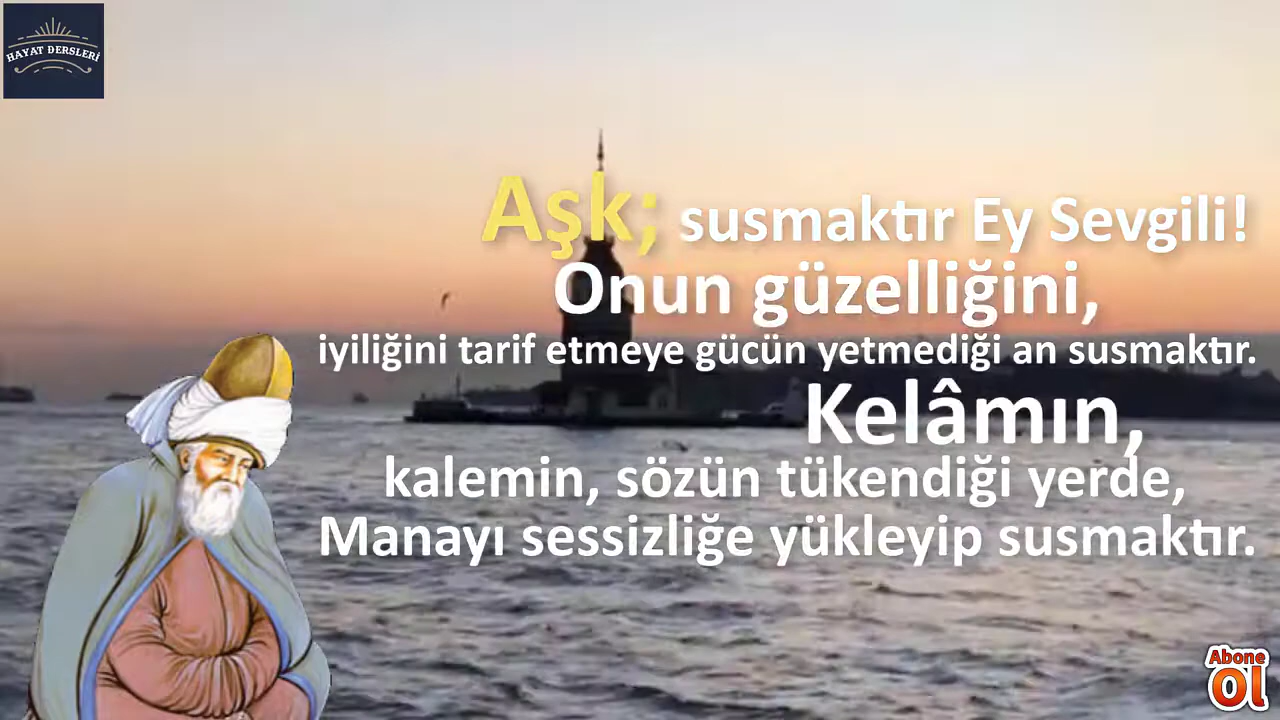 HAYAT DERSLERİ
Aşk; susmaktır Ey Sevgili!
Onun güzelliğini,
iyiliğini tarif etmeye gücün yetmediği an susmaktır.
Kelâmın,
kalemin, sözün tükendiği yerde,
Manayı sessizliğe yükleyip susmaktır.
Abone
Ol